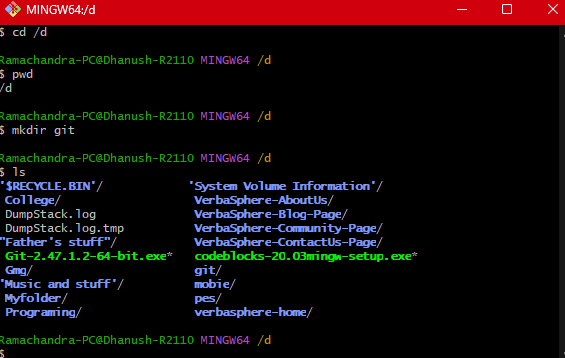 MINGW64:/d
$ cd /d
Ramachandra-PC@Dhanush-R2110 MINGW64 /d
$ pwd
/d
Ramachandra-PC@Dhanush-R2110 MINGW64 /d
$ mkdir git
Ramachandra-PC@Dhanush-R2110 MINGW64 /d
$ ls
'$RECYCLE.BIN'/ 'System Volume Information'/
College/ VerbaSphere-AboutUs/
DumpStack.log VerbaSphere-Blog-Page/
DumpStack.log.tmp VerbaSphere-Community-Page/
"Father's stuff"/ VerbaSphere-ContactUs-Page/
Git-2.47.1.2-64-bit.exe* codeblocks-20.03mingw-setup.exe*
Gmg/ git/
'Music and stuff'/ mobie/
Myfolder/ pes/
Programing/ verbasphere-home/
Ramachandra-PC@Dhanush-R2110 MINGW64 /d
$